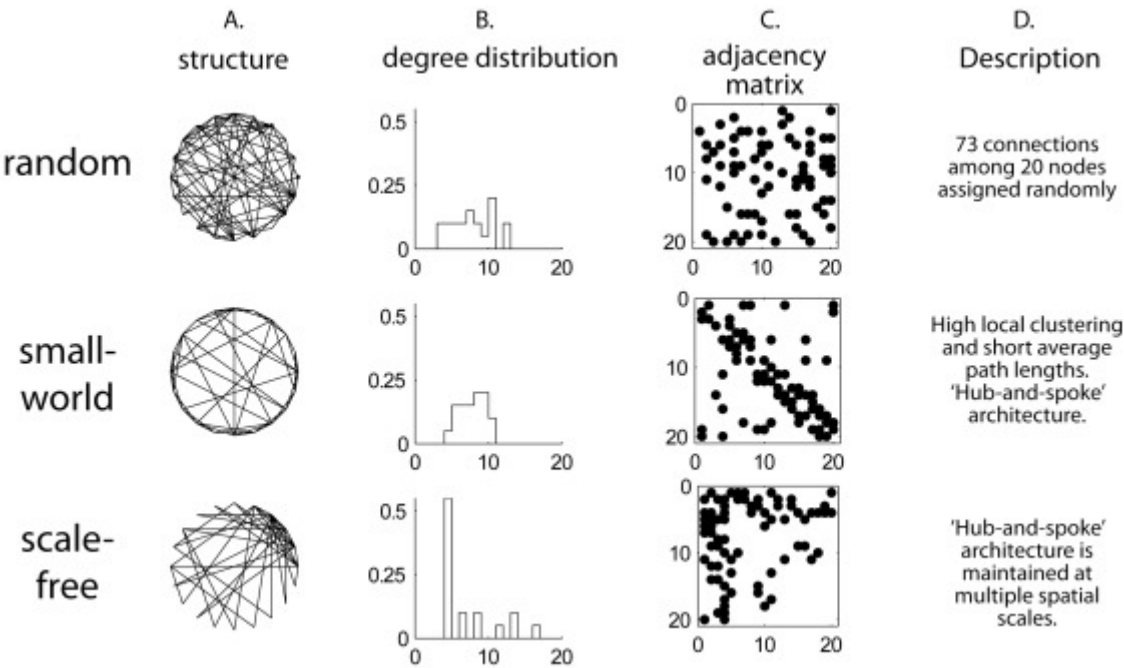 A.
B.
C.
D.
structure
degree distribution
adjacency
matrix
Description
random
0.5
0.25
0
0
10
20
0
10
20
0
10
20
73 connections
among 20 nodes
assigned randomly
small-
world
0.5
0.25
0
0
10
20
0
10
20
0
10
20
High local clustering
and short average
path lengths.
'Hub-and-spoke'
architecture.
scale-
free
0.5
0.25
0
0
10
20
0
10
20
0
10
20
'Hub-and-spoke'
architecture is
maintained at
multiple spatial
scales.